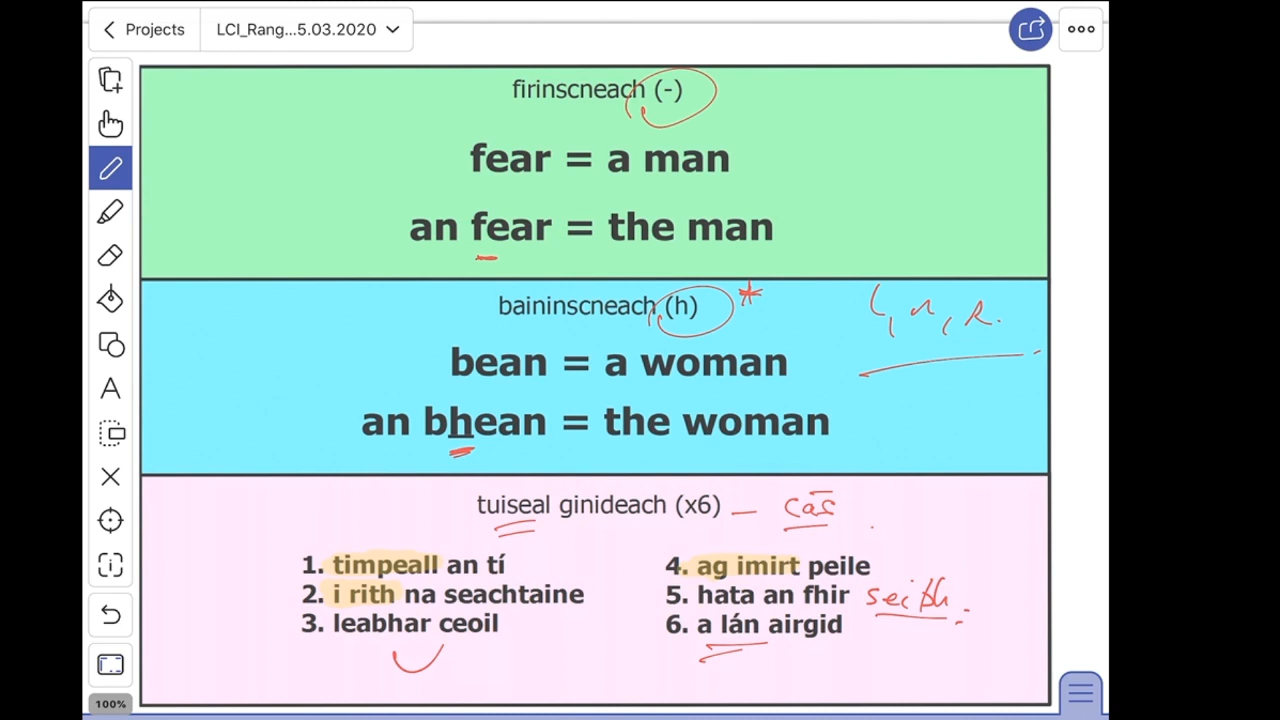 Projects LCI_Rang...5.03.2020
firinscneach (-)
fear = a man
an fear = the man
baininscneach (h) *
l, n, r.
bean = a woman
an bhean = the woman
tuiseal ginideach (x6) – cás
1. timpeall an tí
2. i rith na seachtaine
3. leabhar ceoil
4. ag imirt peile
5. hata an fhir seilbh
6. a lán airgid
A
100%